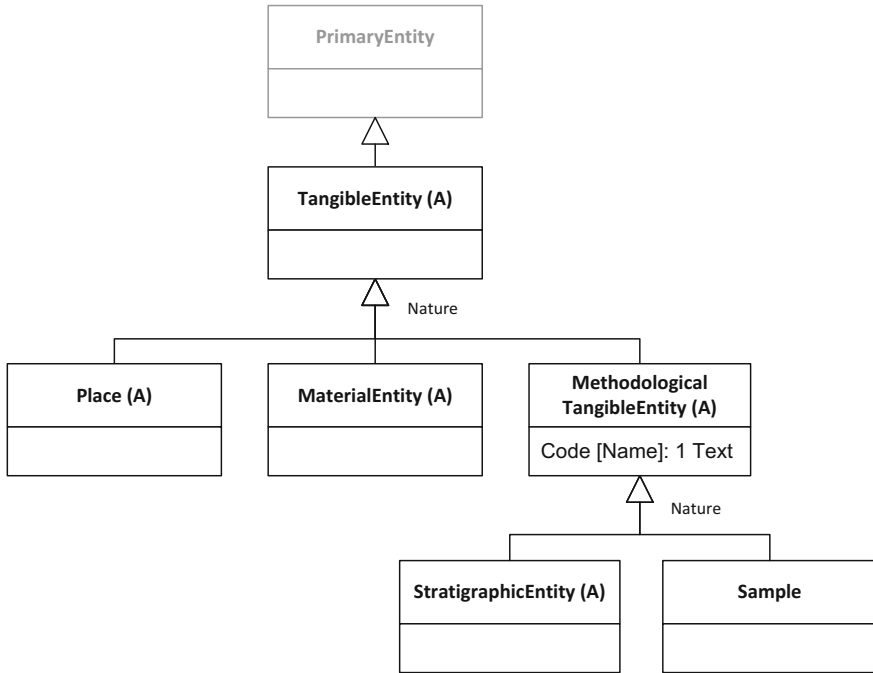 PrimaryEntity
TangibleEntity (A)
Nature
Place (A)
MaterialEntity (A)
Methodological
TangibleEntity (A)
Code [Name]: 1 Text
Nature
StratigraphicEntity (A)
Sample